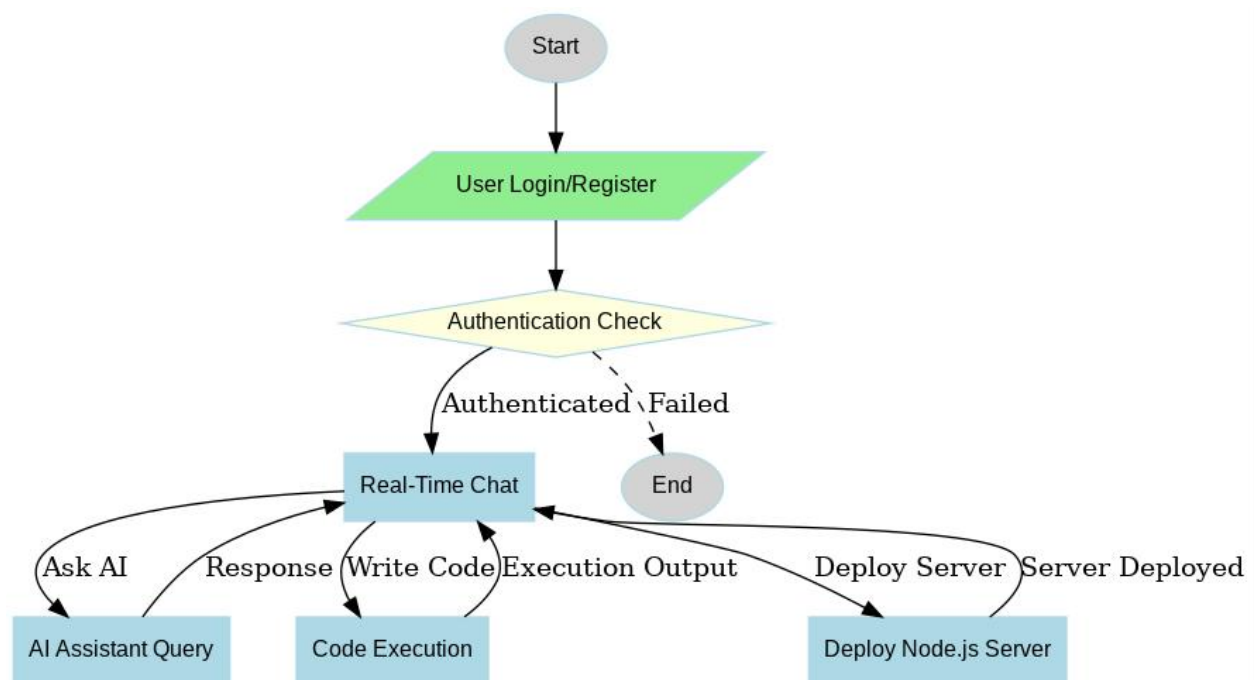 Start
User Login/Register
Authentication Check
Authenticated
Failed
Real-Time Chat
End
Ask AI
Response
Write Code
Execution Output
Deploy Server
Server Deployed
AI Assistant Query
Code Execution
Deploy Node.js Server